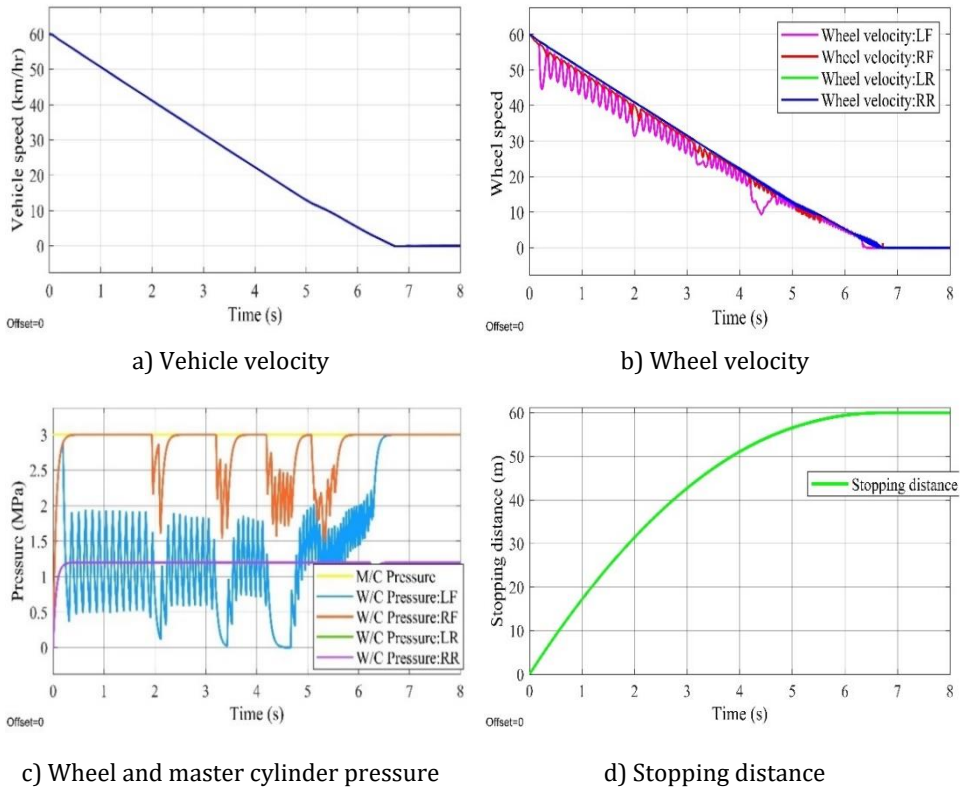 60
50
40
30
20
10
0
Vehicle speed (km/hr)
0 1 2 3 4 5 6 7 8
Time (s)
Offset=0
a) Vehicle velocity
60
50
40
30
20
10
0
Wheel speed
Wheel velocity:LF
Wheel velocity:RF
Wheel velocity:LR
Wheel velocity:RR
0 1 2 3 4 5 6 7 8
Time (s)
Offset=0
b) Wheel velocity
3
2.5
2
1.5
1
0.5
0
Pressure (MPa)
M/C Pressure
W/C Pressure:LF
W/C Pressure:RF
W/C Pressure:LR
W/C Pressure:RR
0 1 2 3 4 5 6 7 8
Time (s)
Offset=0
c) Wheel and master cylinder pressure
60
50
40
30
20
10
0
Stopping distance (m)
Stopping distance
0 1 2 3 4 5 6 7 8
Time (s)
Offset=0
d) Stopping distance